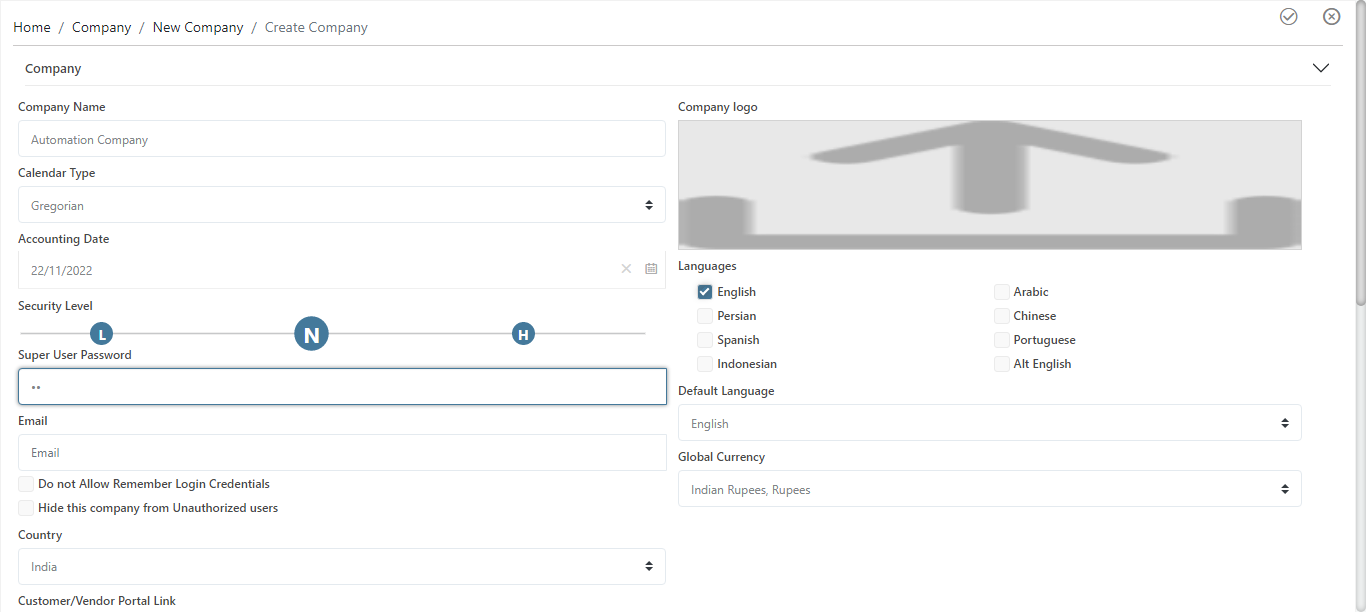 Home / Company / New Company / Create Company
Company
Company Name
Automation Company
Calendar Type
Gregorian
Accounting Date
22/11/2022
Security Level
L N H
Super User Password
••
Email
Email
Do not Allow Remember Login Credentials
Hide this company from Unauthorized users
Country
India
Customer/Vendor Portal Link
Company logo
Languages
English Arabic
Persian Chinese
Spanish Portuguese
Indonesian Alt English
Default Language
English
Global Currency
Indian Rupees, Rupees